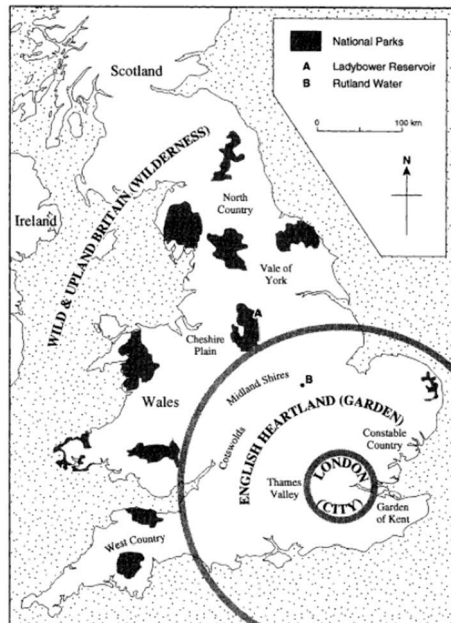 National Parks
A Ladybower Reservoir
B Rutland Water
0 100 km
N
Scotland
WILD & UPLAND BRITAIN (WILDERNESS)
Ireland
North
Country
Vale of
York
A
Cheshire
Plain
Midland Shires
B
Wales
ENGLISH HEARTLAND (GARDEN)
Cotswolds
Constable
Country
Thames
Valley
LONDON
(CITY)
Garden
of Kent
West Country